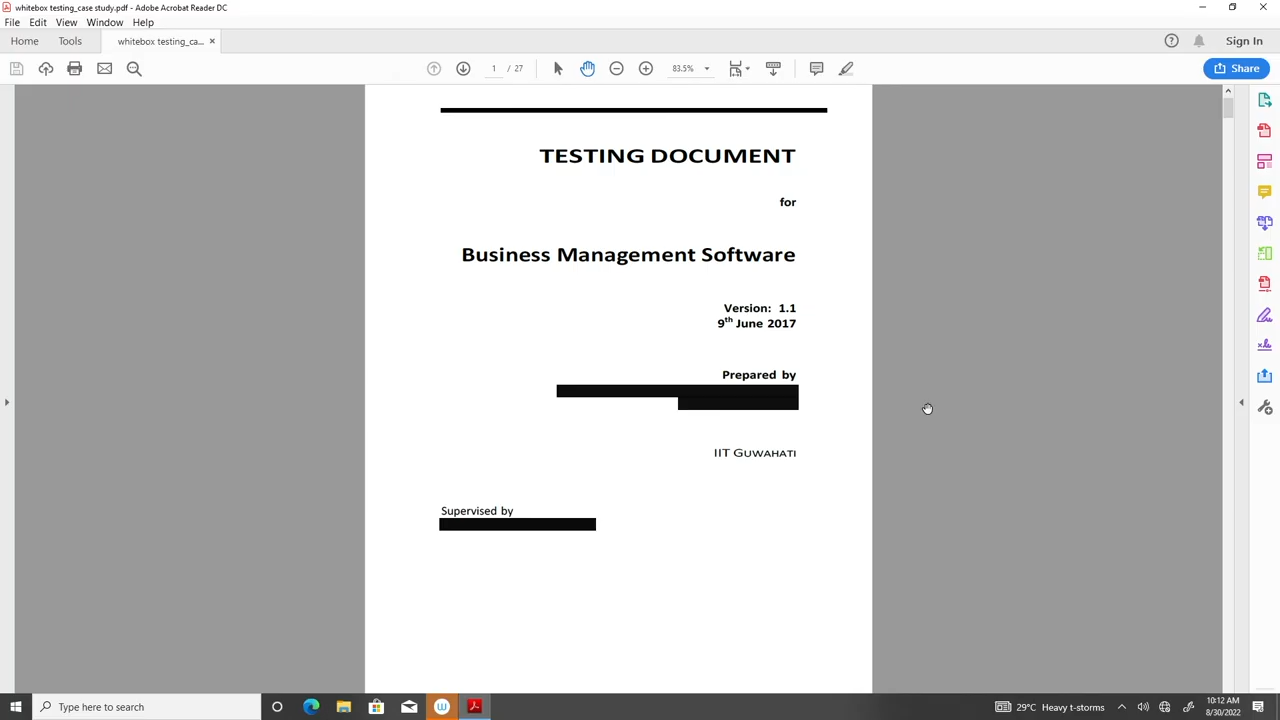 whitebox testing_case study.pdf - Adobe Acrobat Reader DC
File Edit View Window Help
Home Tools whitebox testing_ca... × Sign In
1 / 27 83.5% Share
TESTING DOCUMENT
for
Business Management Software
Version: 1.1
9th June 2017
Prepared by
IIT GUWAHATI
Supervised by
Type here to search
29°C Heavy t-storms
10:12 AM
8/30/2022